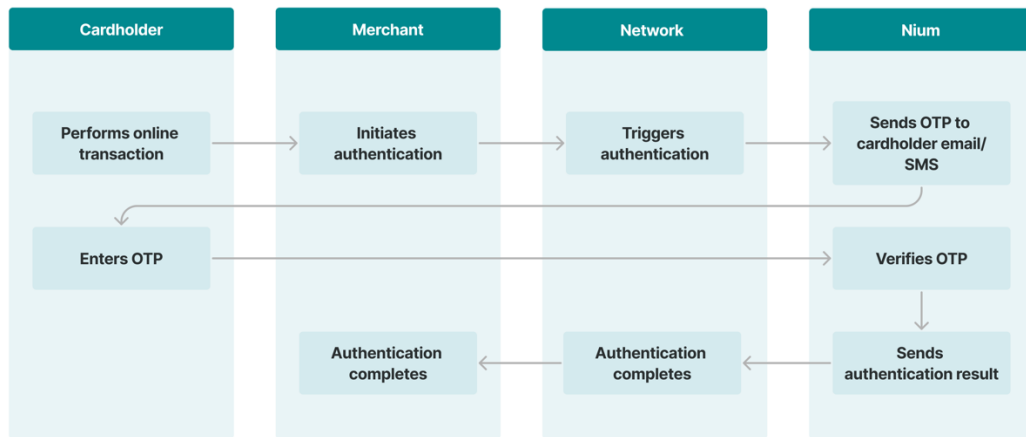 Cardholder
Merchant
Network
Nium
Performs online
transaction
Initiates
authentication
Triggers
authentication
Sends OTP to
cardholder email/
SMS
Enters OTP
Verifies OTP
Authentication
completes
Authentication
completes
Sends
authentication result